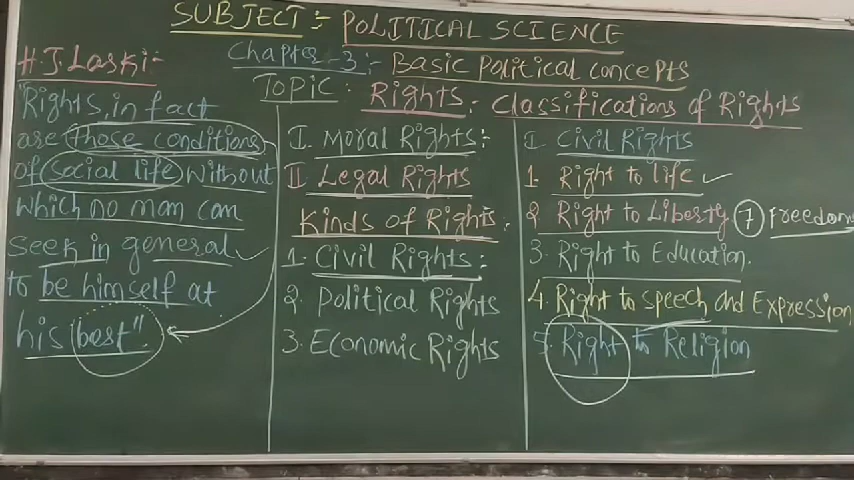 SUBJECT:- POLITICAL SCIENCE
Chapter-3:- Basic Political concepts
Topic: Rights. Classifications of Rights
H.J.Laski:-
"Rights, in fact
are those conditions
of social life without
which no man can
seek in general
to be himself at
his best".
I. Moral Rights:
II Legal Rights
Kinds of Rights.
1. Civil Rights:
2. Political Rights
3. Economic Rights
I. Civil Rights
1. Right to life
2 Right to Liberty 7 Freedoms
3. Right to Education.
4. Right to speech and Expression
5. Right to Religion